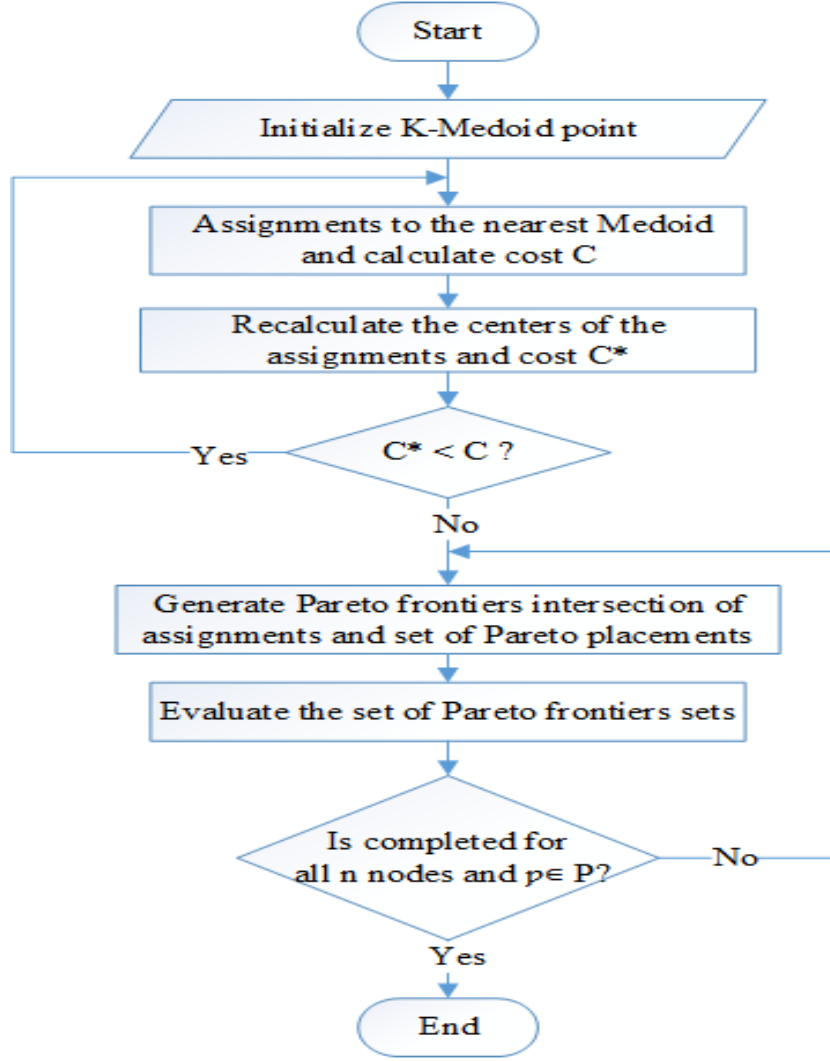 Start
Initialize K-Medoid point
Assignments to the nearest Medoid
and calculate cost C
Recalculate the centers of the
assignments and cost C*
C* < C ?
Yes
No
Generate Pareto frontiers intersection of
assignments and set of Pareto placements
Evaluate the set of Pareto frontiers sets
Is completed for
all n nodes and p∈ P?
No
Yes
End